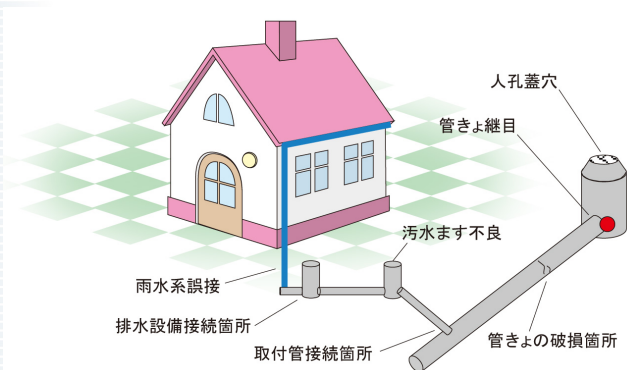 人孔蓋穴
管きょ継目
汚水ます不良
雨水系誤接
排水設備接続箇所
取付管接続箇所
管きょの破損箇所